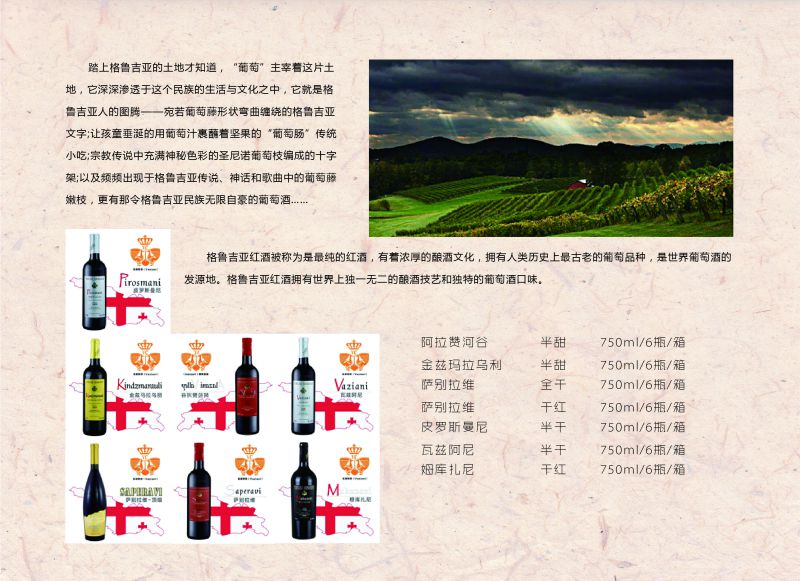 踏上格鲁吉亚的土地才知道，“葡萄”主宰着这片土
地，它深深渗透于这个民族的生活与文化之中，它就是格
鲁吉亚人的图腾——宛若葡萄藤形状弯曲缠绕的格鲁吉亚
文字;让孩童垂涎的用葡萄汁裹蘸着坚果的“葡萄肠”传统
小吃;宗教传说中充满神秘色彩的圣尼诺葡萄枝编成的十字
架;以及频频出现于格鲁吉亚传说、神话和歌曲中的葡萄藤
嫩枝，更有那令格鲁吉亚民族无限自豪的葡萄酒......
格鲁吉亚红酒被称为是最纯的红酒，有着浓厚的酿酒文化，拥有人类历史上最古老的葡萄品种，是世界葡萄酒的
发源地。格鲁吉亚红酒拥有世界上独一无二的酿酒技艺和独特的葡萄酒口味。
Pirosmani
皮罗斯曼尼
Kindzmarauli
金兹马拉乌丽
Vaziani
瓦兹阿尼
SAPERAVI
萨别拉维-顶级
Saperavi
萨别拉维
穆库扎尼
阿拉赞河谷 半甜 750ml/6瓶/箱
金兹玛拉乌利 半甜 750ml/6瓶/箱
萨别拉维 全干 750ml/6瓶/箱
萨别拉维 干红 750ml/6瓶/箱
皮罗斯曼尼 半干 750ml/6瓶/箱
瓦兹阿尼 半干 750ml/6瓶/箱
姆库扎尼 干红 750ml/6瓶/箱